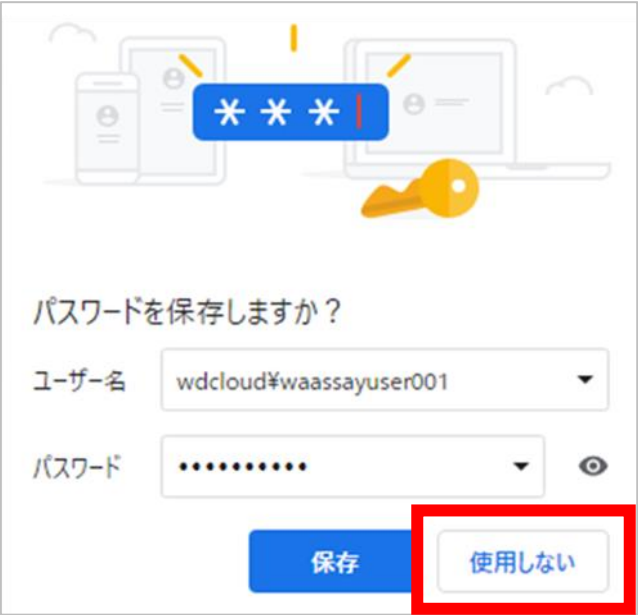 ＊＊＊
パスワードを保存しますか？
ユーザー名 wdcloud¥waassayuser001
パスワード ••••••••••
保存 使用しない